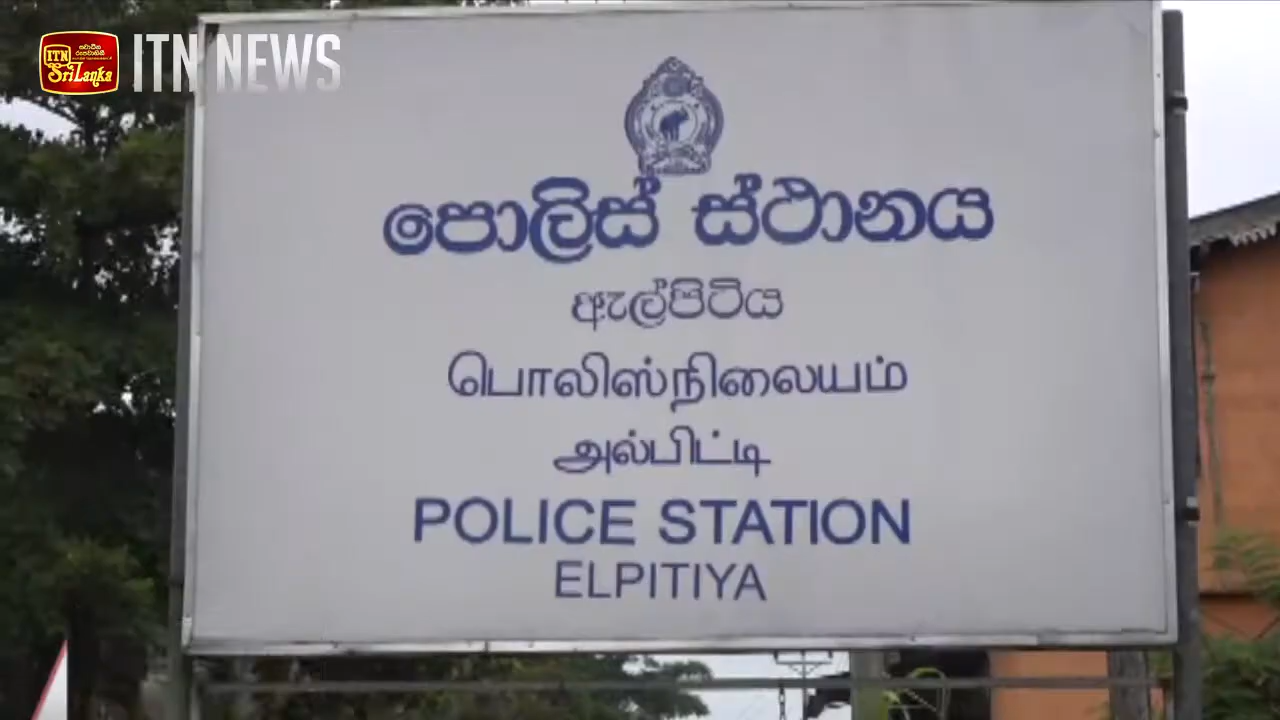 ITN
Sri Lanka
ITN NEWS
පොලිස් ස්ථානය
ඇල්පිටිය
பொலிஸ்நிலையம்
அல்பிட்டி
POLICE STATION
ELPITIYA